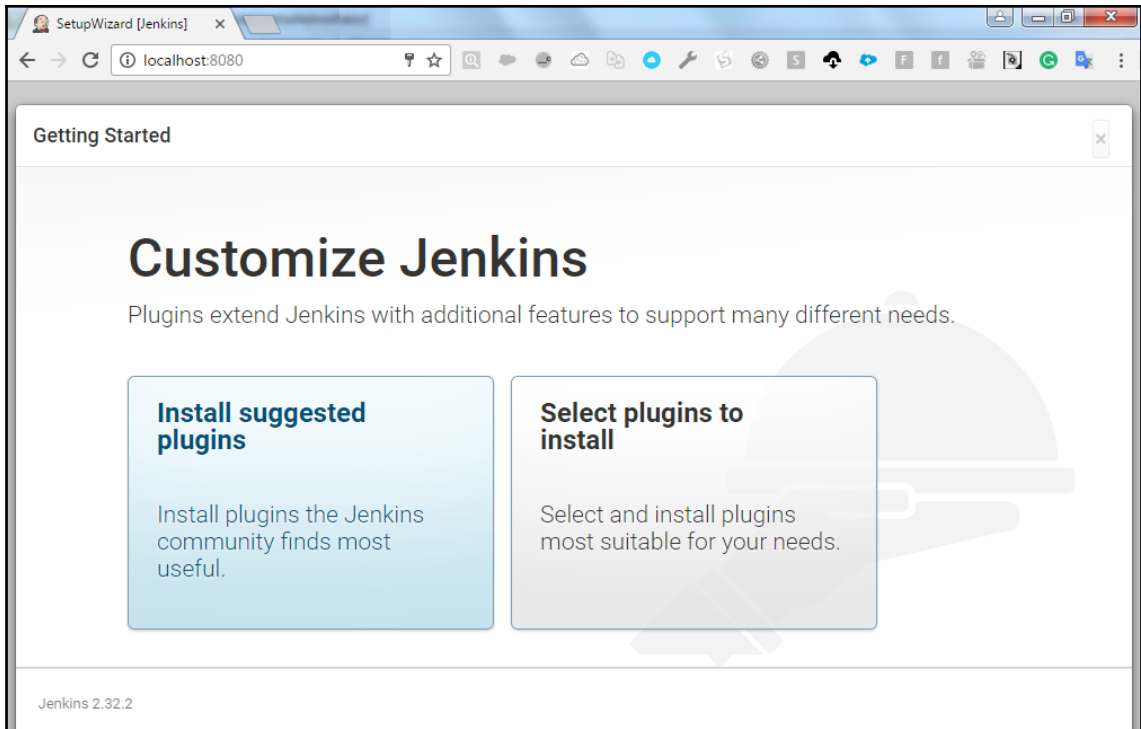 SetupWizard [Jenkins]
localhost:8080
Getting Started
Customize Jenkins
Plugins extend Jenkins with additional features to support many different needs.
Install suggested
plugins
Install plugins the Jenkins
community finds most
useful.
Select plugins to
install
Select and install plugins
most suitable for your needs.
Jenkins 2.32.2